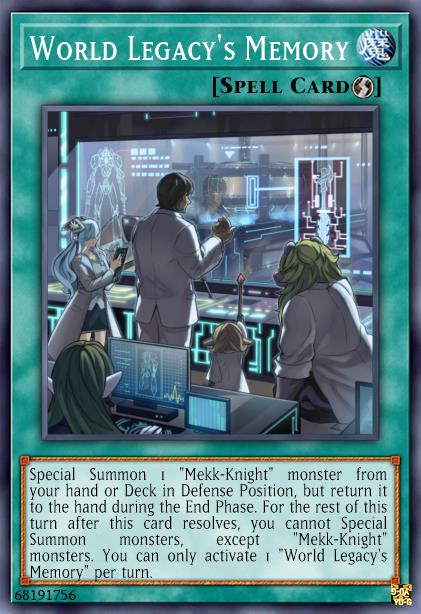 World Legacy's Memory
魔
[Spell Card]
Special Summon 1 "Mekk-Knight" monster from
your hand or Deck in Defense Position, but return it
to the hand during the End Phase. For the rest of this
turn after this card resolves, you cannot Special
Summon monsters, except "Mekk-Knight"
monsters. You can only activate 1 "World Legacy's
Memory" per turn.
68191756